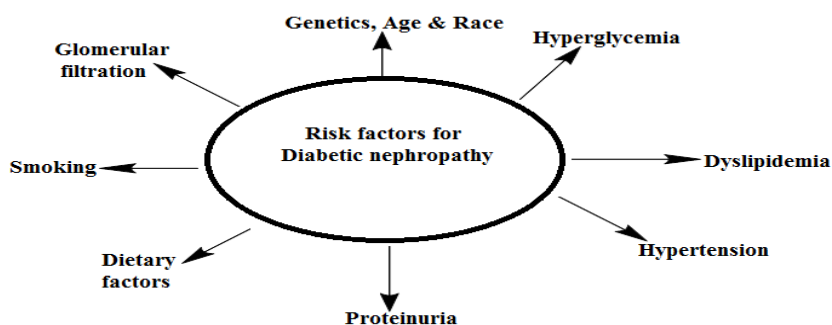 Genetics, Age & Race
Hyperglycemia
Glomerular
filtration
Risk factors for
Diabetic nephropathy
Smoking
Dyslipidemia
Hypertension
Dietary
factors
Proteinuria